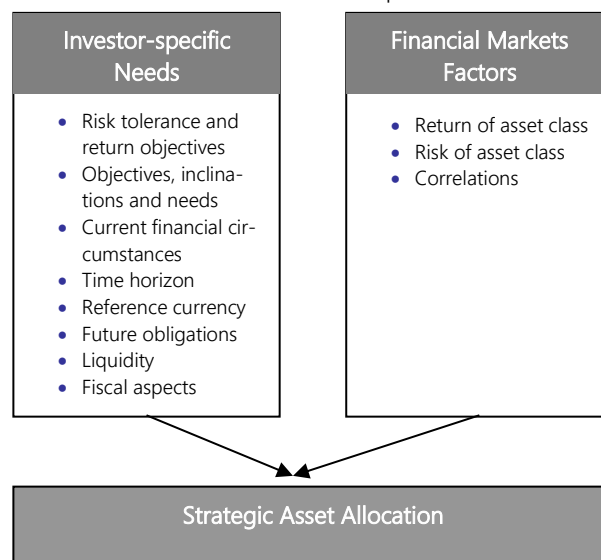 Investor-specific
Needs
• Risk tolerance and
return objectives
• Objectives, inclina-
tions and needs
• Current financial cir-
cumstances
• Time horizon
• Reference currency
• Future obligations
• Liquidity
• Fiscal aspects
Financial Markets
Factors
• Return of asset class
• Risk of asset class
• Correlations
Strategic Asset Allocation